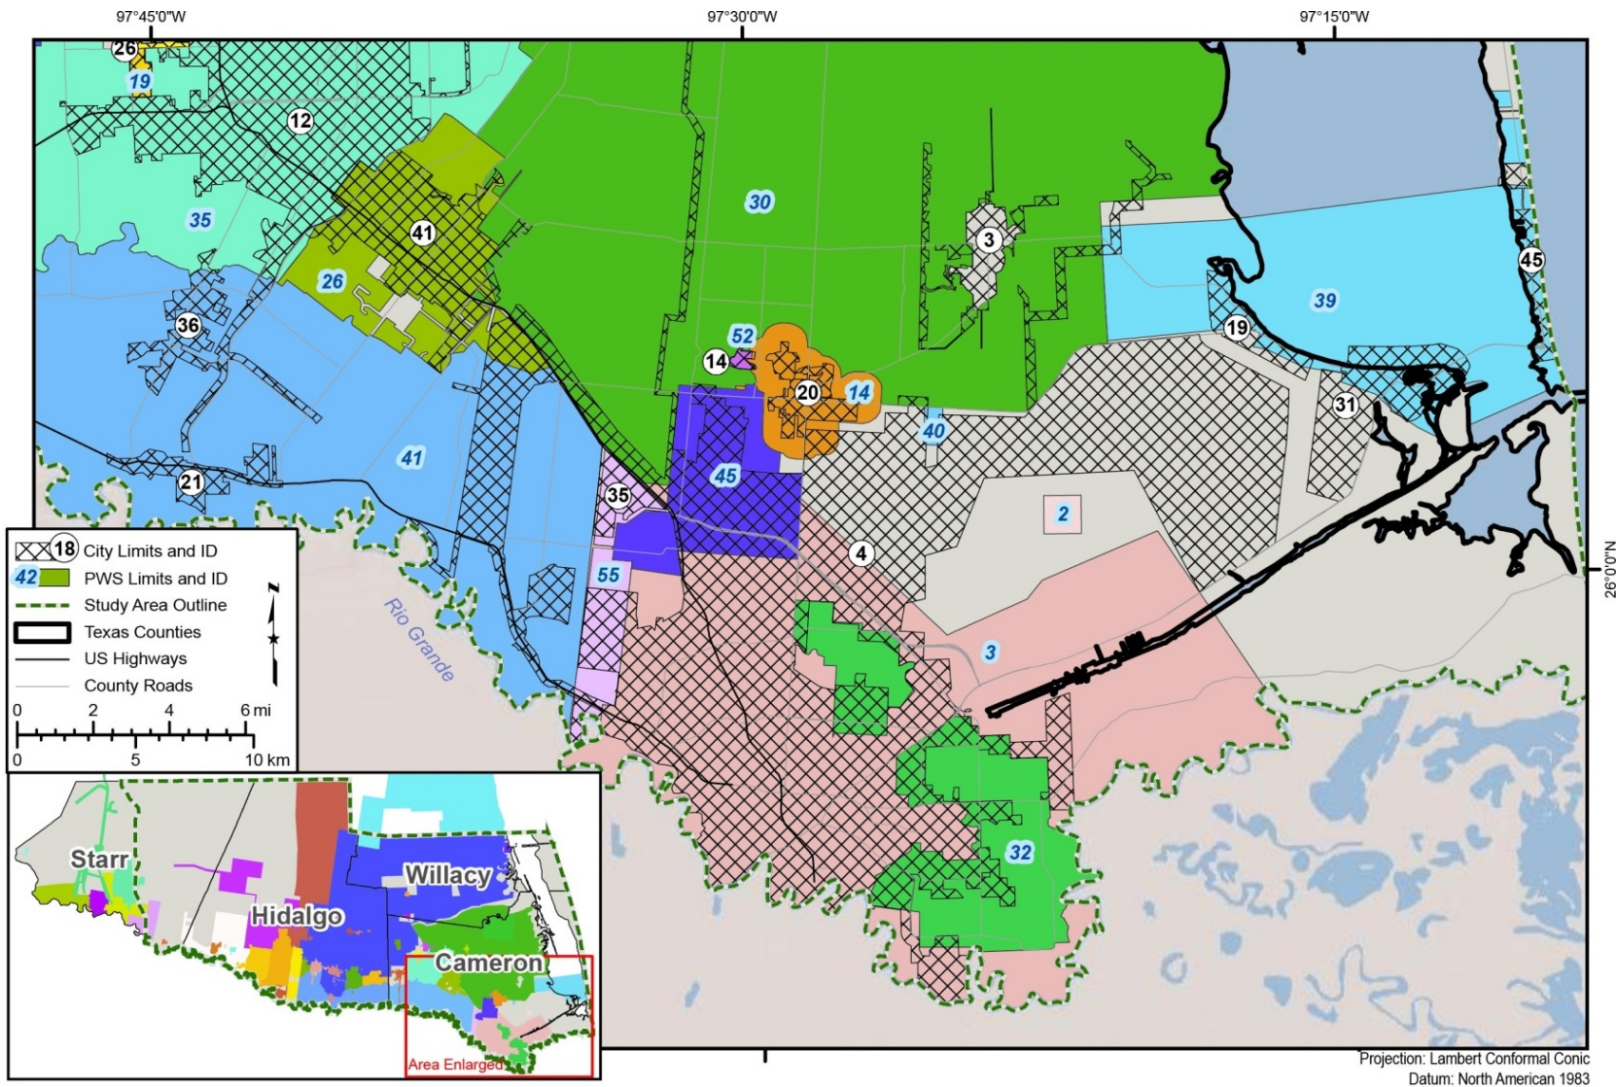 97°45'0"W 97°30'0"W 97°15'0"W
26
19
12
35
41
26
36
30
3
45
39
19
52
14
20
14
31
40
41
45
21
35
2
4
55
3
32
26°0'0"N
Rio Grande
18 City Limits and ID
42 PWS Limits and ID
Study Area Outline
Texas Counties
US Highways
County Roads
N
0 2 4 6 mi
0 5 10 km
Starr
Hidalgo
Willacy
Cameron
Area Enlarged
Projection: Lambert Conformal Conic
Datum: North American 1983